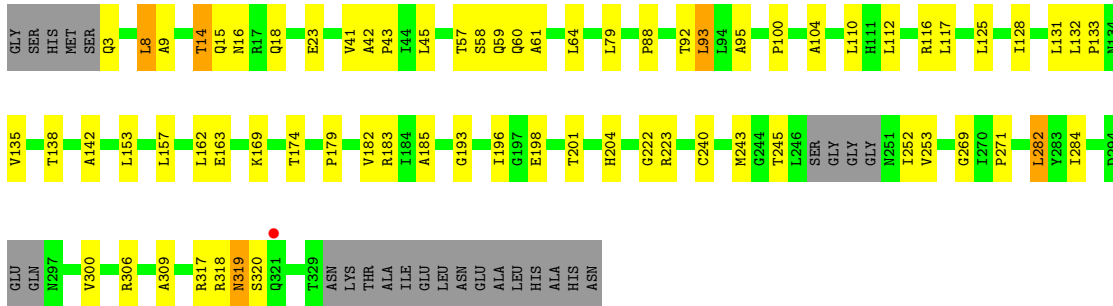 GLY SER HIS MET SER Q3 L8 A9 T14 Q15 N16 R17 Q18 E23 V41 A42 P43 I44 L45 T57 S58 Q59 Q60 A61 L64 L79 P88 T92 L93 L94 A95 P100 A104 L110 H111 L112 R116 L117 L125 I128 L131 L132 P133 N134
V135 T138 A142 L153 L157 L162 E163 K169 T174 P179 V182 R183 I184 A185 G193 I196 G197 E198 T201 H204 G222 R223 C240 M243 G244 T245 L246 SER GLY GLY GLY N251 I252 V253 G269 I270 P271 L282 Y283 I284 P294
GLU GLN N297 V300 R306 A309 R317 R318 N319 S320 Q321 T329 ASN LYS THR ALA ILE GLU LEU ASN GLU ALA LEU HIS ALA HIS ASN